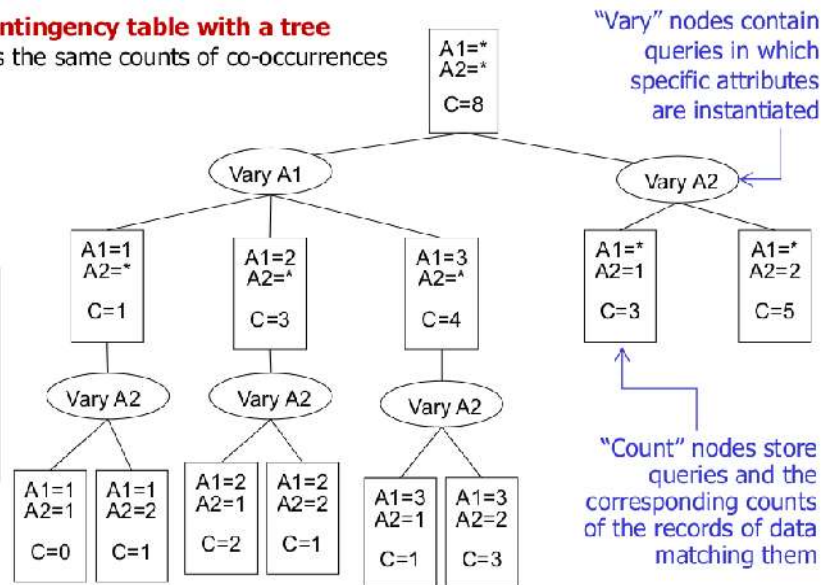 ntingency table with a tree
s the same counts of co-occurrences
"Vary" nodes contain
queries in which
specific attributes
are instantiated
A1=*
A2=*
C=8
Vary A1
Vary A2
A1=1
A2=*
C=1
A1=2
A2=*
C=3
A1=3
A2=*
C=4
A1=*
A2=1
C=3
A1=*
A2=2
C=5
Vary A2
Vary A2
Vary A2
A1=1
A2=1
C=0
A1=1
A2=2
C=1
A1=2
A2=1
C=2
A1=2
A2=2
C=1
A1=3
A2=1
C=1
A1=3
A2=2
C=3
"Count" nodes store
queries and the
corresponding counts
of the records of data
matching them